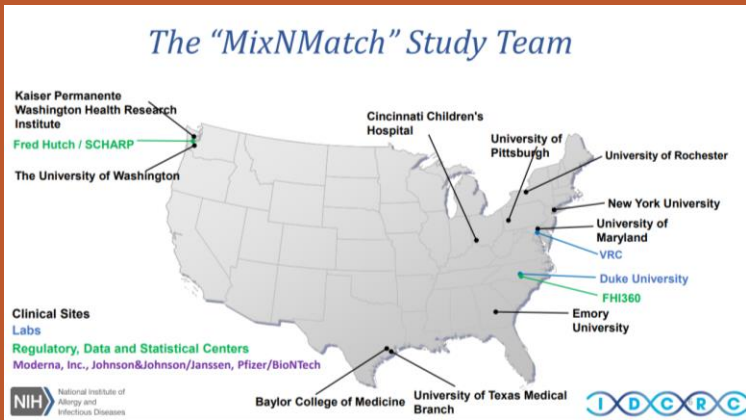 The “MixNMatch” Study Team
Kaiser Permanente
Washington Health Research
Institute
Fred Hutch / SCHARP
The University of Washington
Cincinnati Children's
Hospital
University of
Pittsburgh
University of Rochester
New York University
University of
Maryland
VRC
Duke University
FHI360
Emory
University
Clinical Sites
Labs
Regulatory, Data and Statistical Centers
Moderna, Inc., Johnson&Johnson/Janssen, Pfizer/BioNTech
Baylor College of Medicine
University of Texas Medical
Branch
NIH
National Institute of
Allergy and
Infectious Diseases
IDCRC